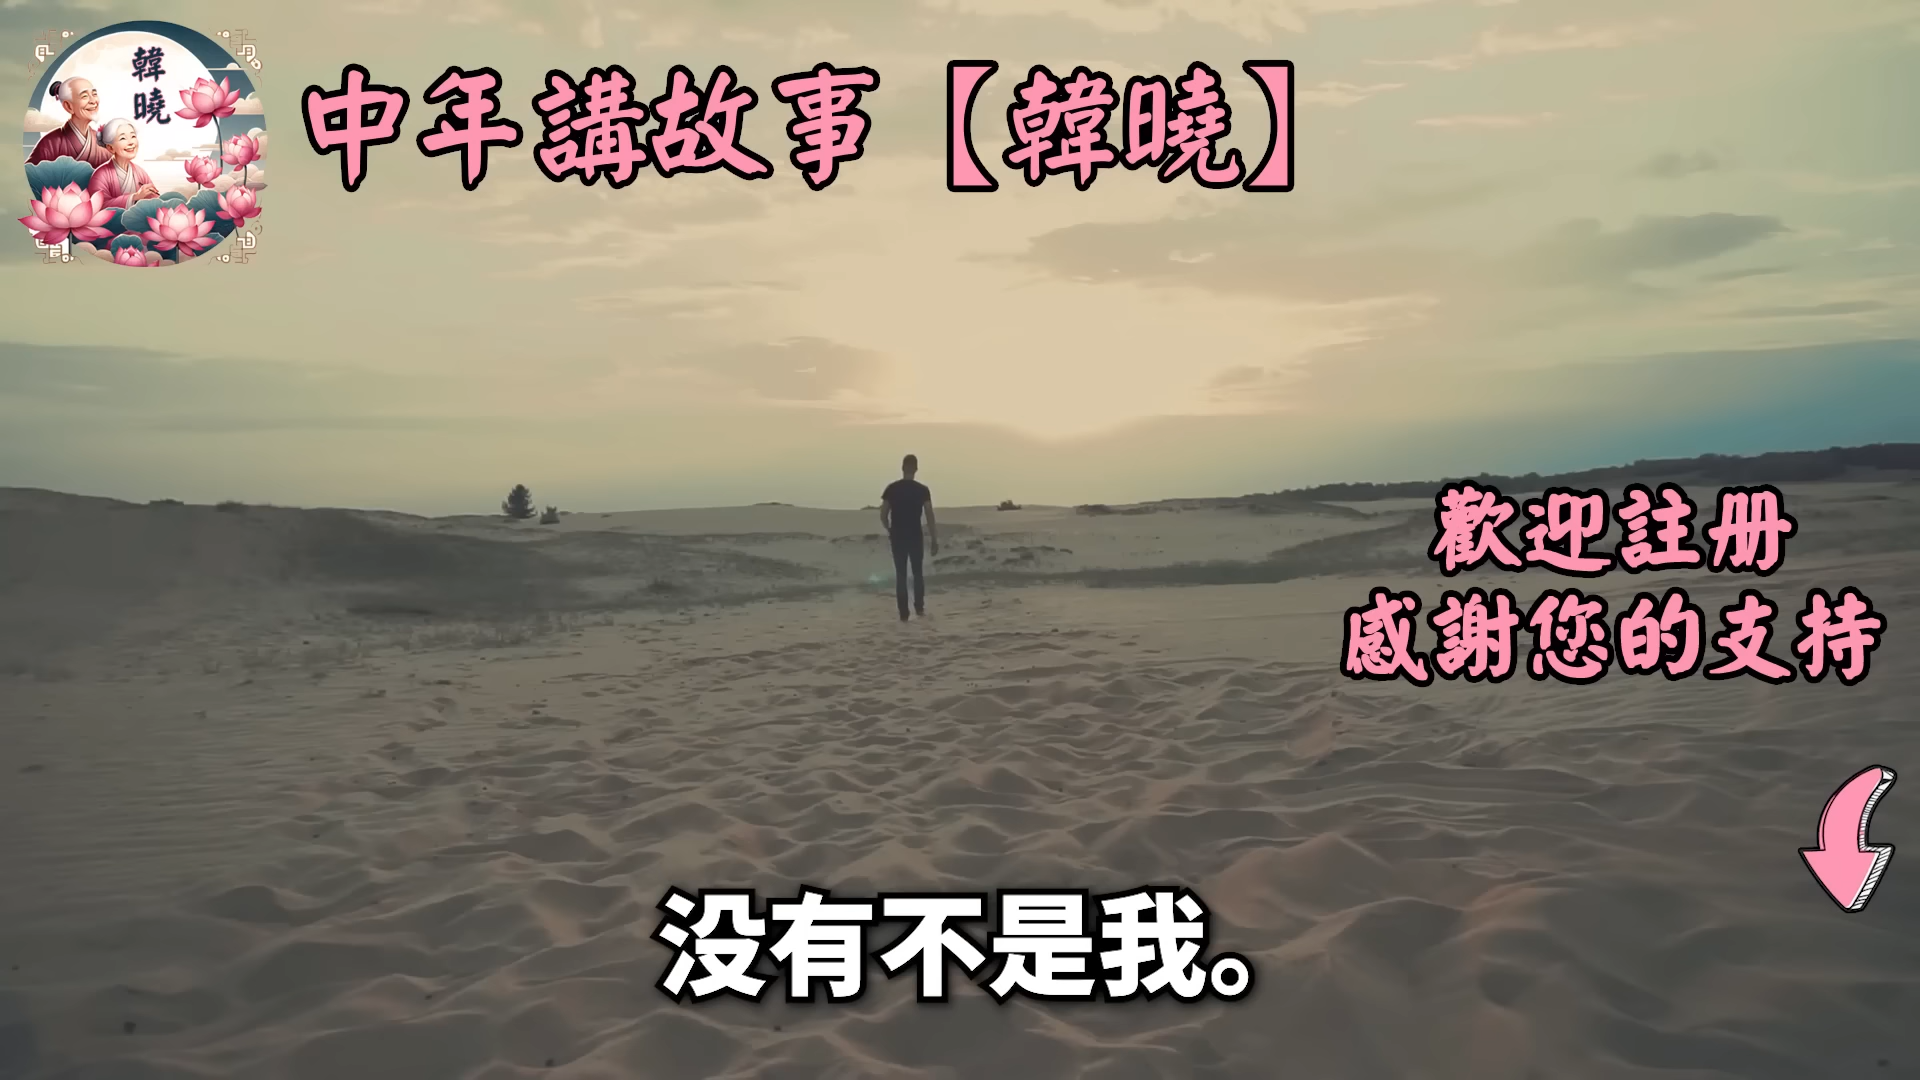 韓曉
中年講故事【韓曉】
歡迎註册
感謝您的支持
没有不是我。